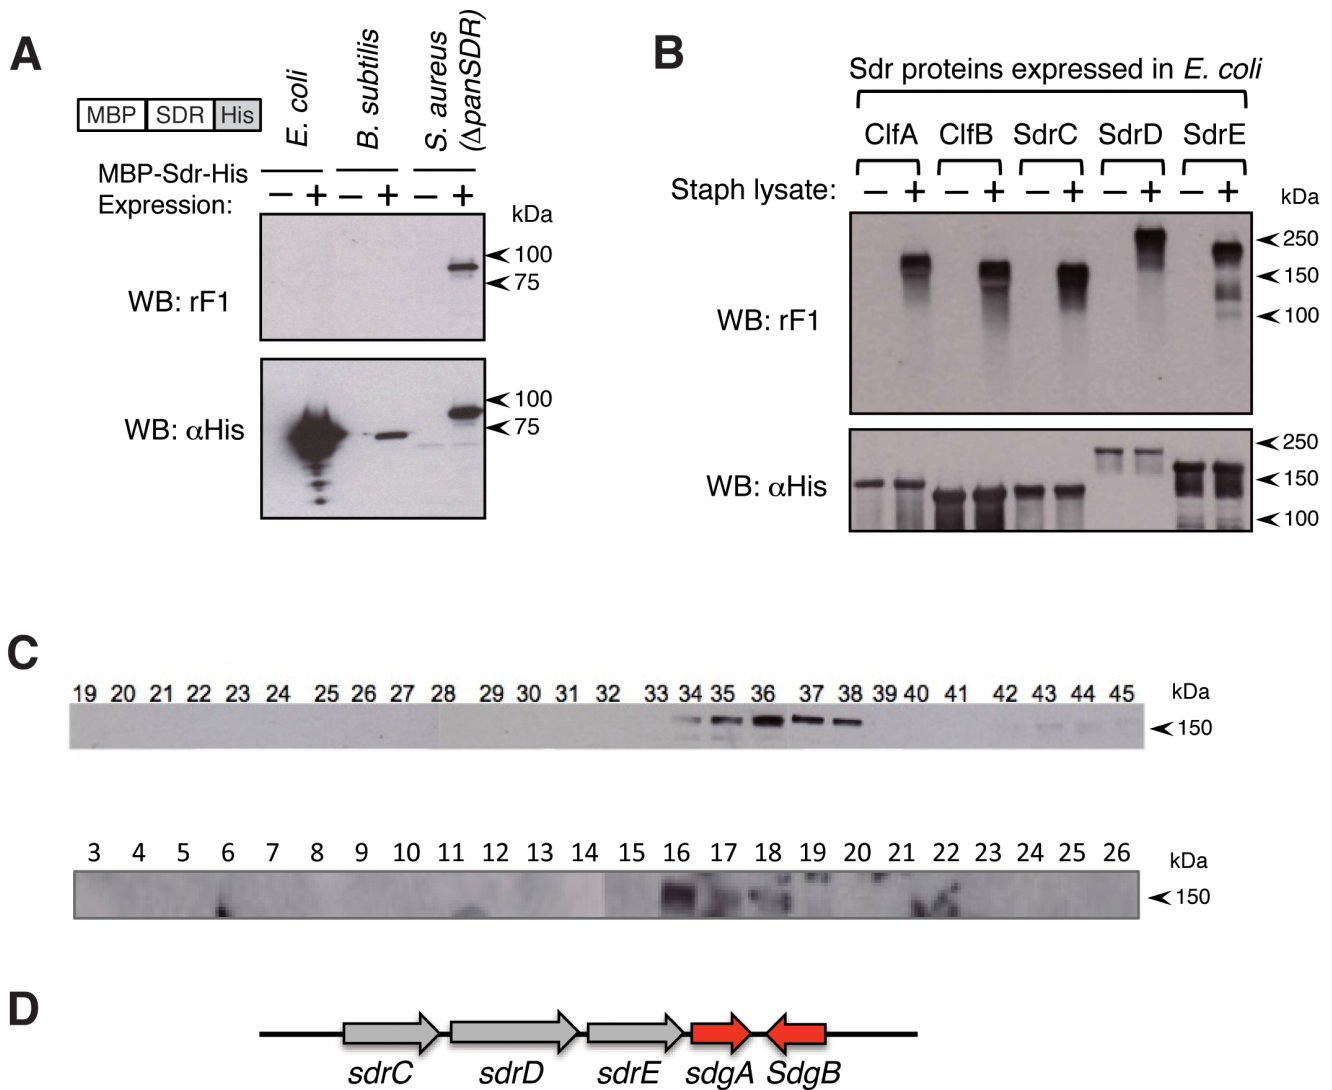 A
MBP SDR His
E. coli
B. subtilis
S. aureus
(ΔpanSDR)
MBP-Sdr-His
Expression:
− + − + − +
kDa
100
75
WB: rF1
100
75
WB: αHis
B
Sdr proteins expressed in E. coli
ClfA ClfB SdrC SdrD SdrE
Staph lysate: − + − + − + − + − +
kDa
250
150
100
WB: rF1
250
150
100
WB: αHis
C
19 20 21 22 23 24 25 26 27 28 29 30 31 32 33 34 35 36 37 38 39 40 41 42 43 44 45 kDa
150
3 4 5 6 7 8 9 10 11 12 13 14 15 16 17 18 19 20 21 22 23 24 25 26 kDa
150
D
sdrC sdrD sdrE sdgA SdgB